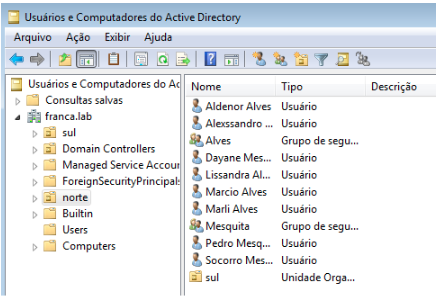 Usuários e Computadores do Active Directory
Arquivo Ação Exibir Ajuda
Usuários e Computadores do Ac
Consultas salvas
franca.lab
sul
Domain Controllers
Managed Service Accour
ForeignSecurityPrincipals
norte
Builtin
Users
Computers
Nome Tipo Descrição
Aldenor Alves Usuário
Alexssandro ... Usuário
Alves Grupo de segu...
Dayane Mes... Usuário
Lissandra Al... Usuário
Marcio Alves Usuário
Marli Alves Usuário
Mesquita Grupo de segu...
Pedro Mesq... Usuário
Socorro Mes... Usuário
sul Unidade Orga...